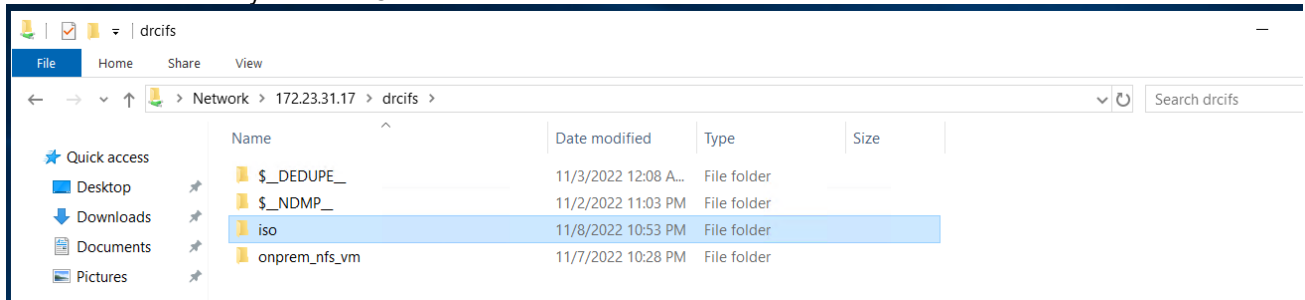 drcifs
File Home Share View
Network > 172.23.31.17 > drcifs >
Search drcifs
Name Date modified Type Size
Quick access
Desktop
Downloads
Documents
Pictures
$__DEDUPE__ 11/3/2022 12:08 A... File folder
$__NDMP__ 11/2/2022 11:03 PM File folder
iso 11/8/2022 10:53 PM File folder
onprem_nfs_vm 11/7/2022 10:28 PM File folder